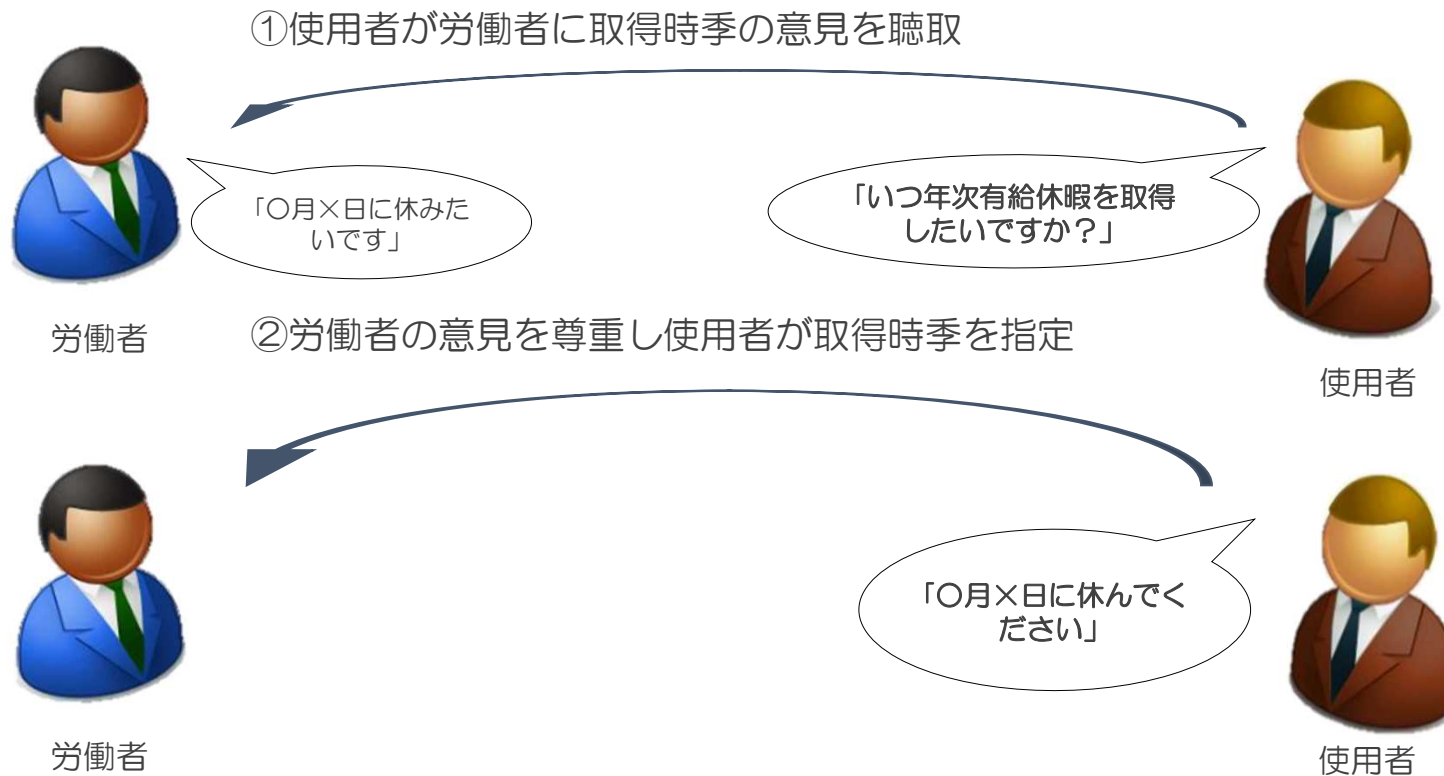 ①使用者が労働者に取得時季の意見を聴取
「〇月×日に休みた
いです」
「いつ年次有給休暇を取得
したいですか？」
労働者
使用者
②労働者の意見を尊重し使用者が取得時季を指定
「〇月×日に休んでく
ださい」
労働者
使用者